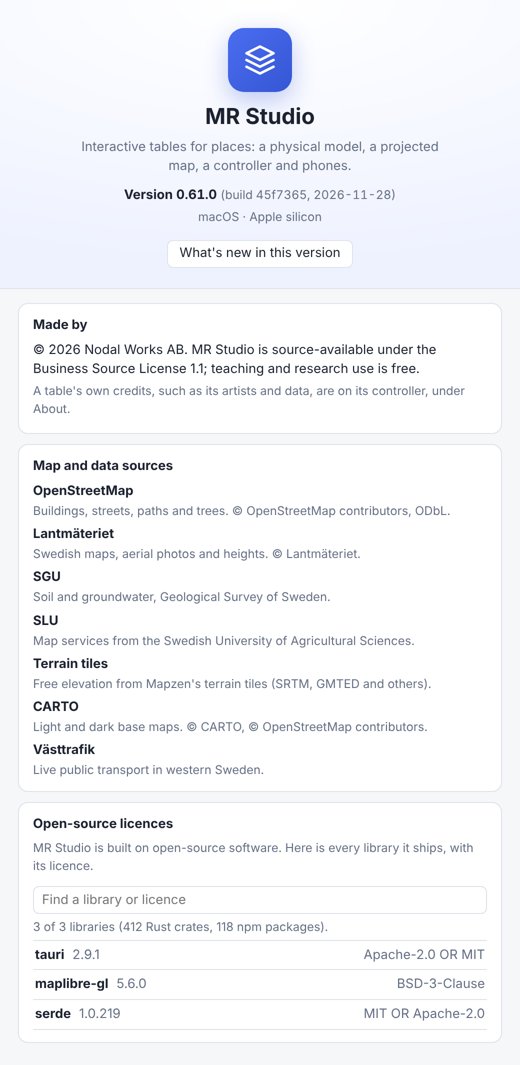 MR Studio
Interactive tables for places: a physical model, a projected
map, a controller and phones.
Version 0.61.0 (build 45f7365, 2026-11-28)
macOS · Apple silicon
What's new in this version
Made by
© 2026 Nodal Works AB. MR Studio is source-available under the
Business Source License 1.1; teaching and research use is free.
A table's own credits, such as its artists and data, are on its controller, under
About.
Map and data sources
OpenStreetMap
Buildings, streets, paths and trees. © OpenStreetMap contributors, ODbL.
Lantmäteriet
Swedish maps, aerial photos and heights. © Lantmäteriet.
SGU
Soil and groundwater, Geological Survey of Sweden.
SLU
Map services from the Swedish University of Agricultural Sciences.
Terrain tiles
Free elevation from Mapzen's terrain tiles (SRTM, GMTED and others).
CARTO
Light and dark base maps. © CARTO, © OpenStreetMap contributors.
Västtrafik
Live public transport in western Sweden.
Open-source licences
MR Studio is built on open-source software. Here is every library it ships, with
its licence.
Find a library or licence
3 of 3 libraries (412 Rust crates, 118 npm packages).
tauri 2.9.1 Apache-2.0 OR MIT
maplibre-gl 5.6.0 BSD-3-Clause
serde 1.0.219 MIT OR Apache-2.0